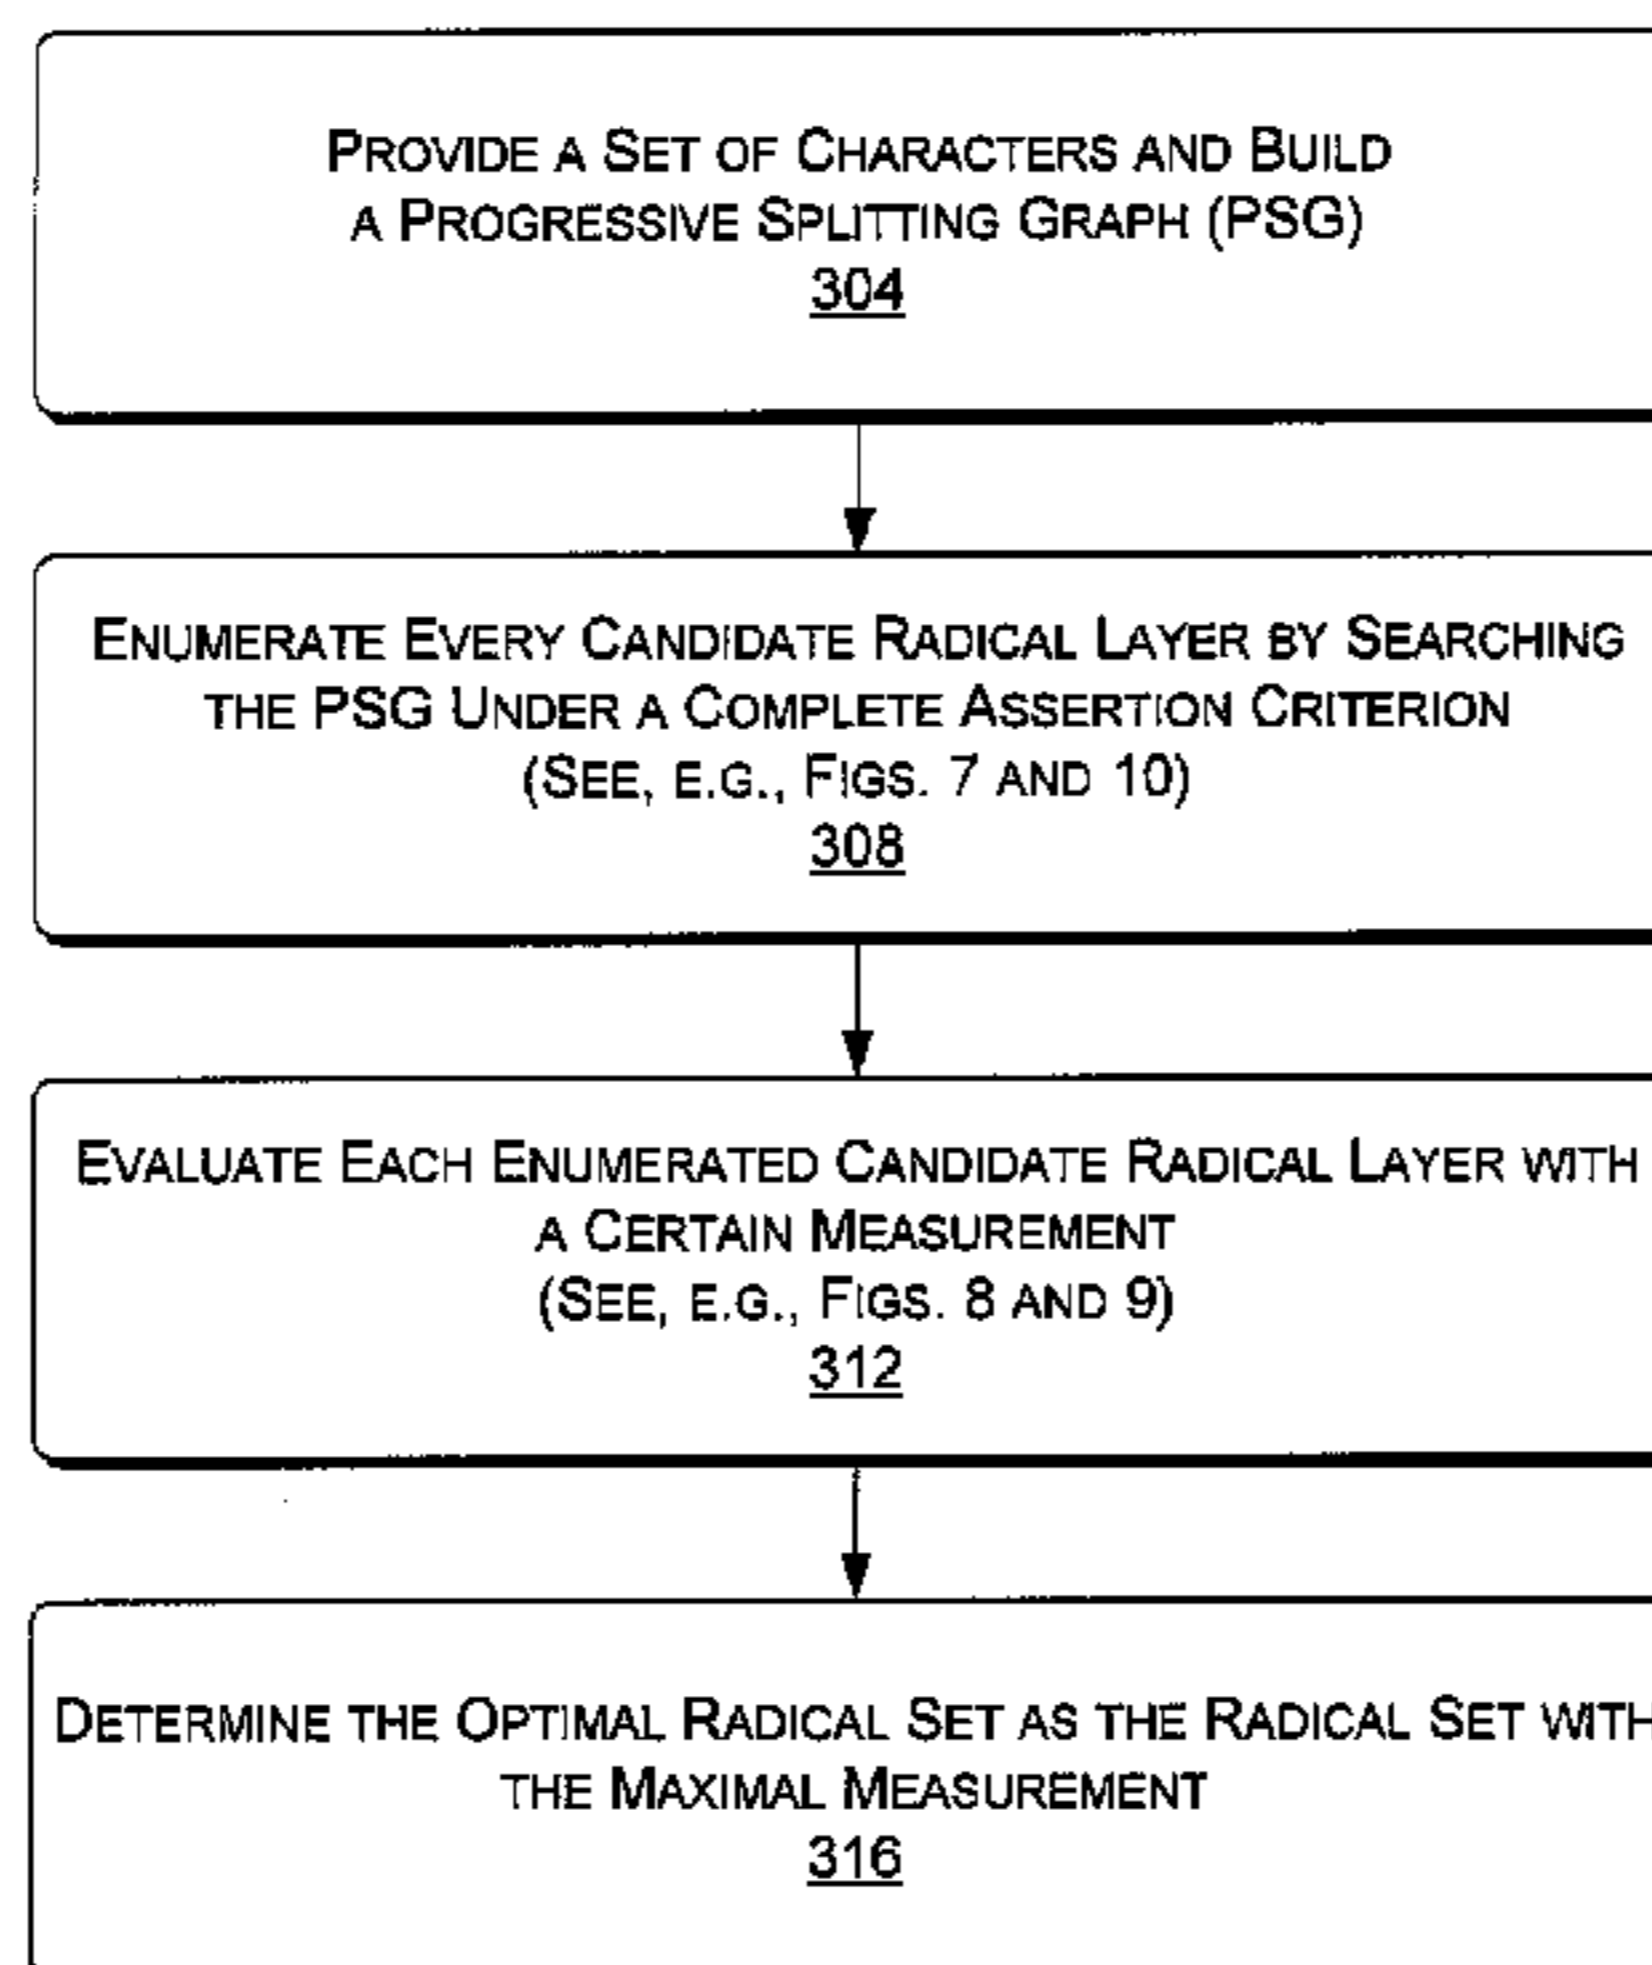 PROVIDE A SET OF CHARACTERS AND BUILD
A PROGRESSIVE SPLITTING GRAPH (PSG)
304
ENUMERATE EVERY CANDIDATE RADICAL LAYER BY SEARCHING
THE PSG UNDER A COMPLETE ASSERTION CRITERION
(SEE, E.G., FIGS. 7 AND 10)
308
EVALUATE EACH ENUMERATED CANDIDATE RADICAL LAYER WITH
A CERTAIN MEASUREMENT
(SEE, E.G., FIGS. 8 AND 9)
312
DETERMINE THE OPTIMAL RADICAL SET AS THE RADICAL SET WITH
THE MAXIMAL MEASUREMENT
316